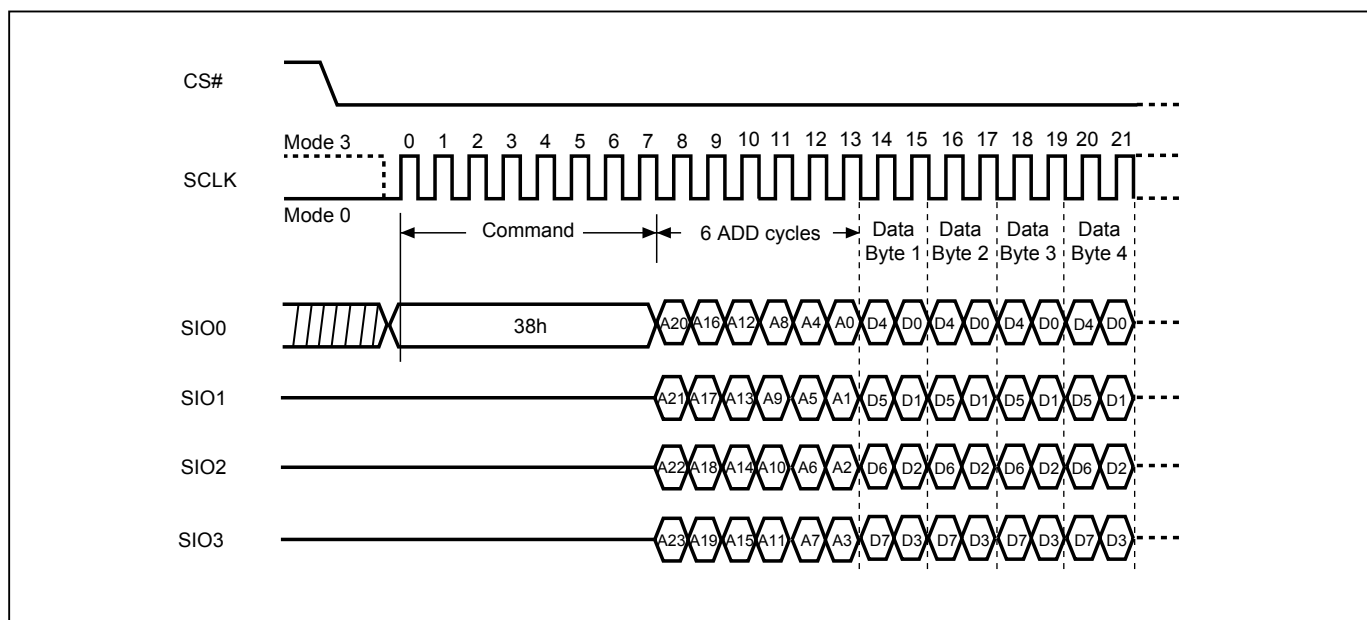 CS#
Mode 3
0 1 2 3 4 5 6 7 8 9 10 11 12 13 14 15 16 17 18 19 20 21
SCLK
Mode 0
Command
6 ADD cycles
Data Byte 1
Data Byte 2
Data Byte 3
Data Byte 4
SIO0
38h
A20 A16 A12 A8 A4 A0 D4 D0 D4 D0 D4 D0 D4 D0
SIO1
A21 A17 A13 A9 A5 A1 D5 D1 D5 D1 D5 D1 D5 D1
SIO2
A22 A18 A14 A10 A6 A2 D6 D2 D6 D2 D6 D2 D6 D2
SIO3
A23 A19 A15 A11 A7 A3 D7 D3 D7 D3 D7 D3 D7 D3